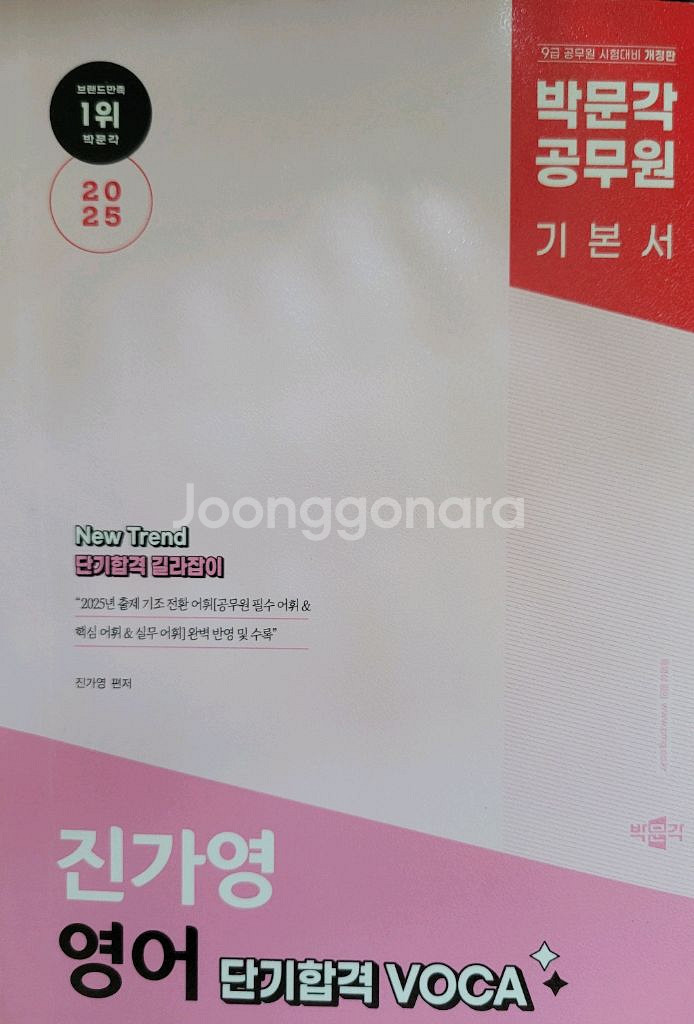 브랜드만족
1위
박문각
20
25
9급 공무원 시험대비 개정판
박문각
공무원
기본서
Joonggonara
New Trend
단기합격 길라잡이
“2025년 출제 기조 전환 어휘[공무원 필수 어휘 &
핵심 어휘 & 실무 어휘] 완벽 반영 및 수록”
진가영 편저
박문각
진가영
영어 단기합격 VOCA